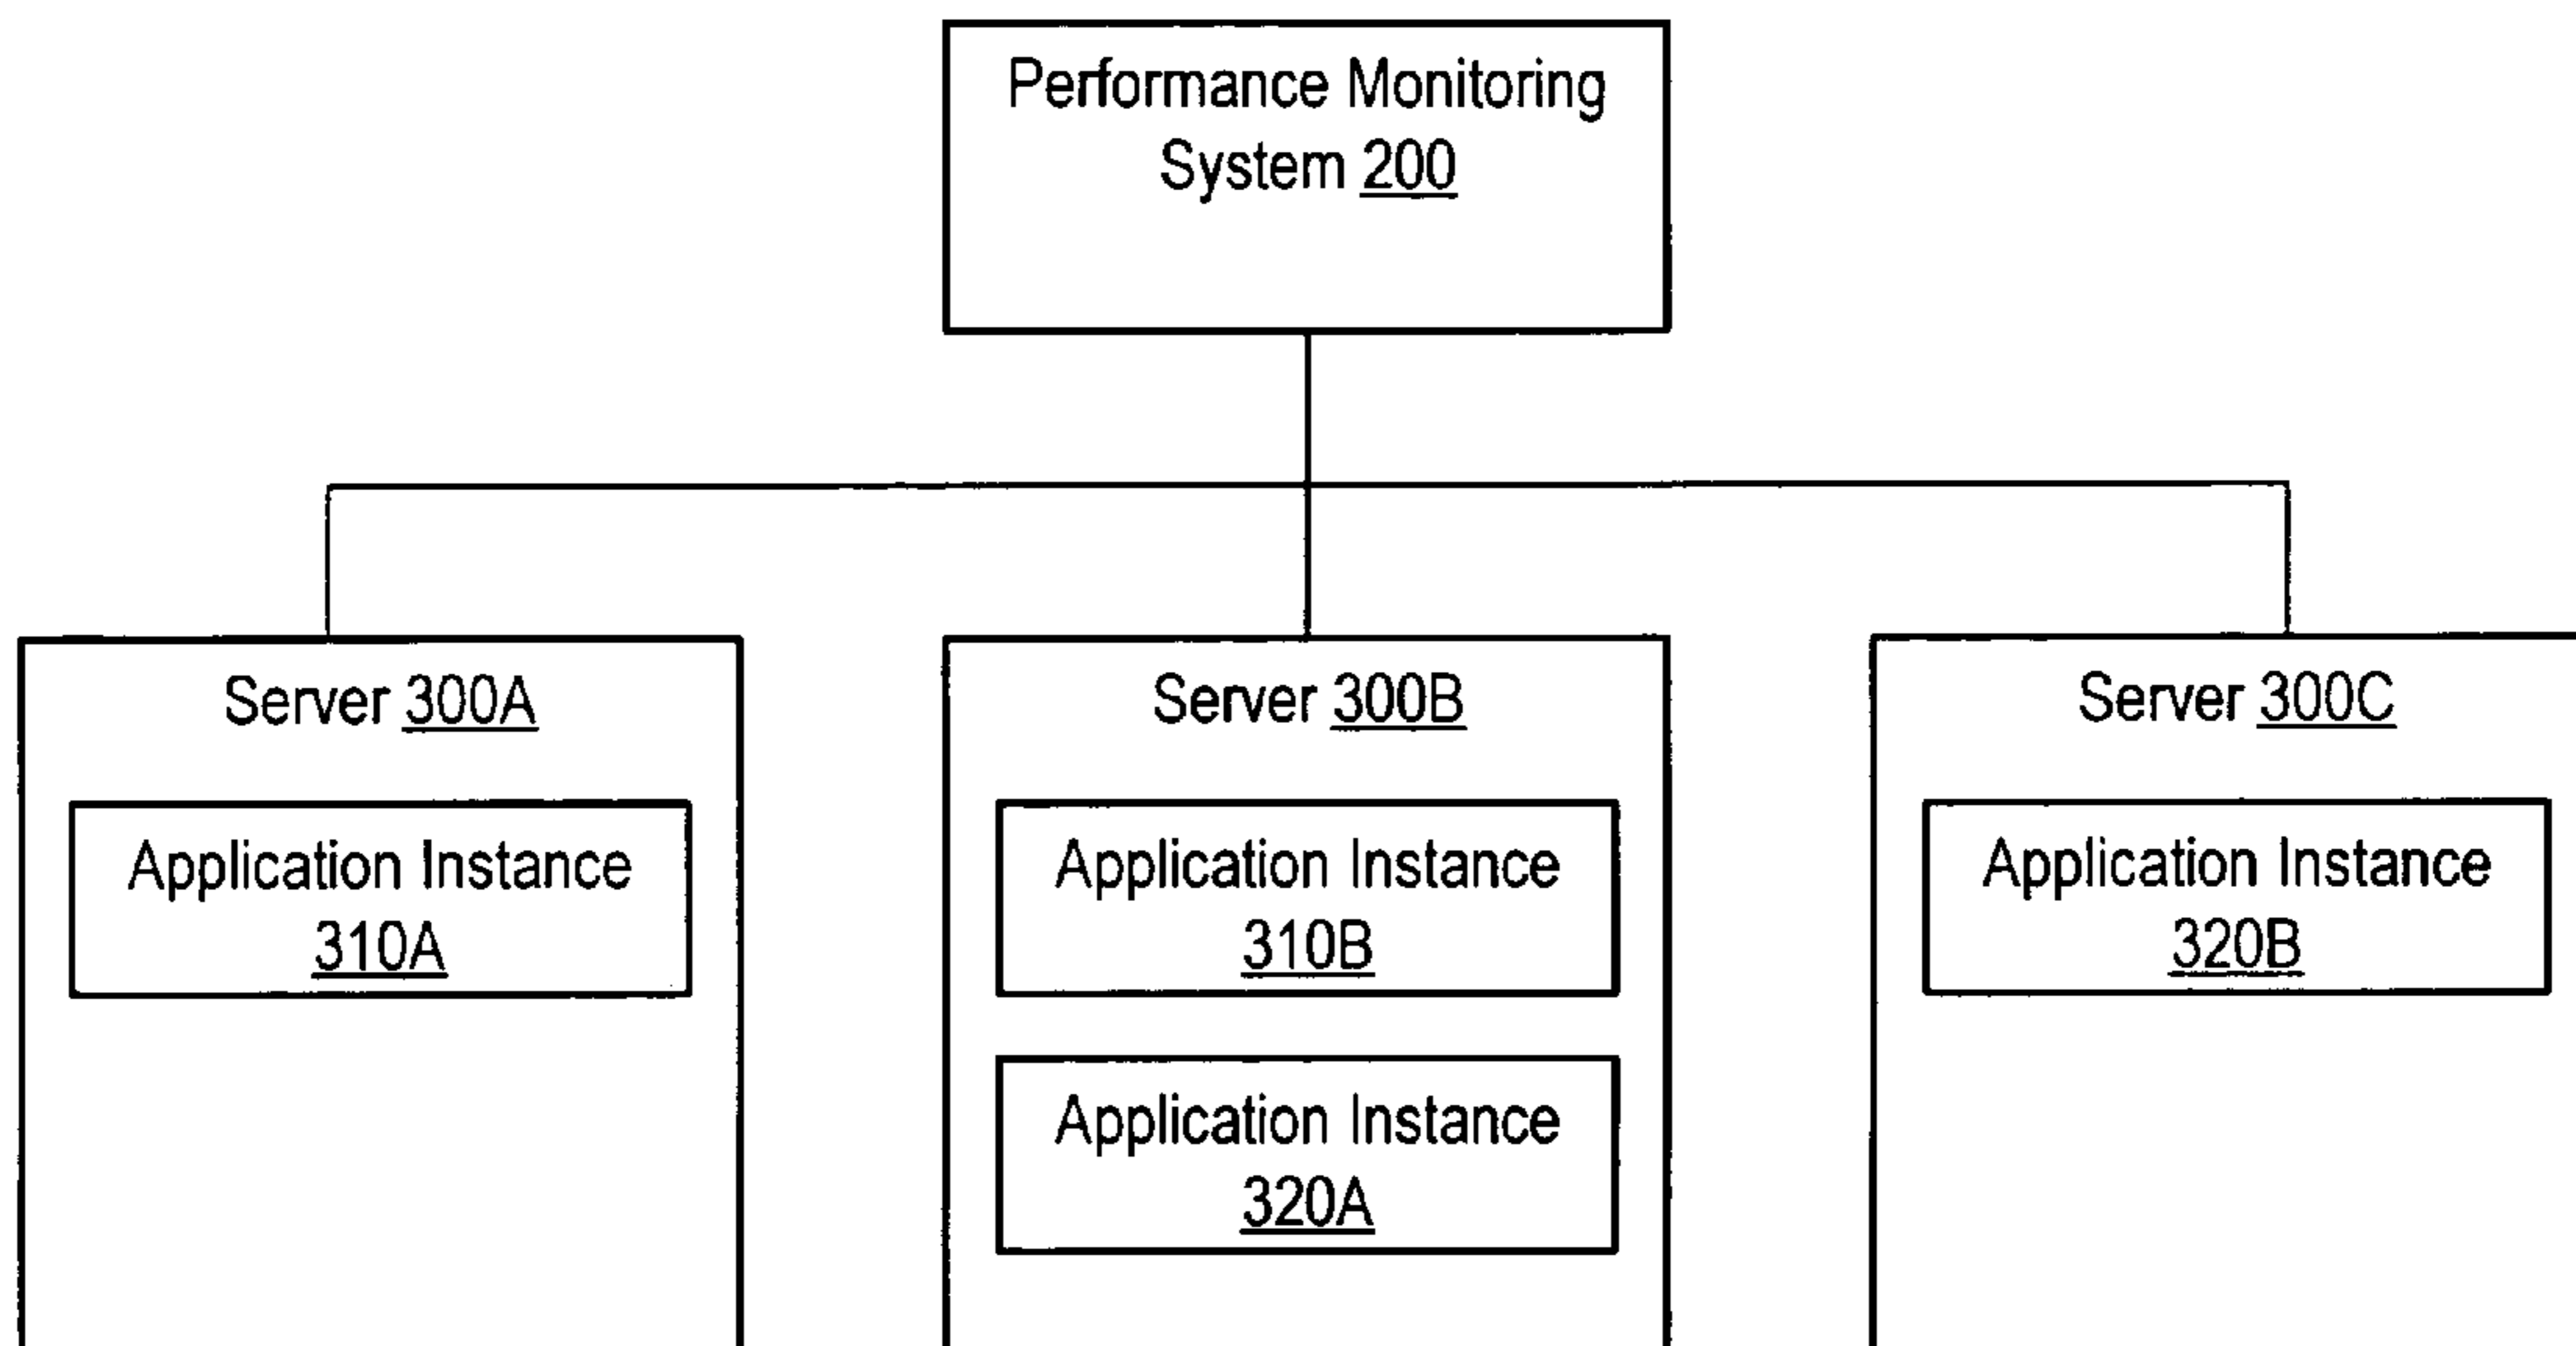 Performance Monitoring
System 200
Server 300A
Application Instance
310A
Server 300B
Application Instance
310B
Application Instance
320A
Server 300C
Application Instance
320B